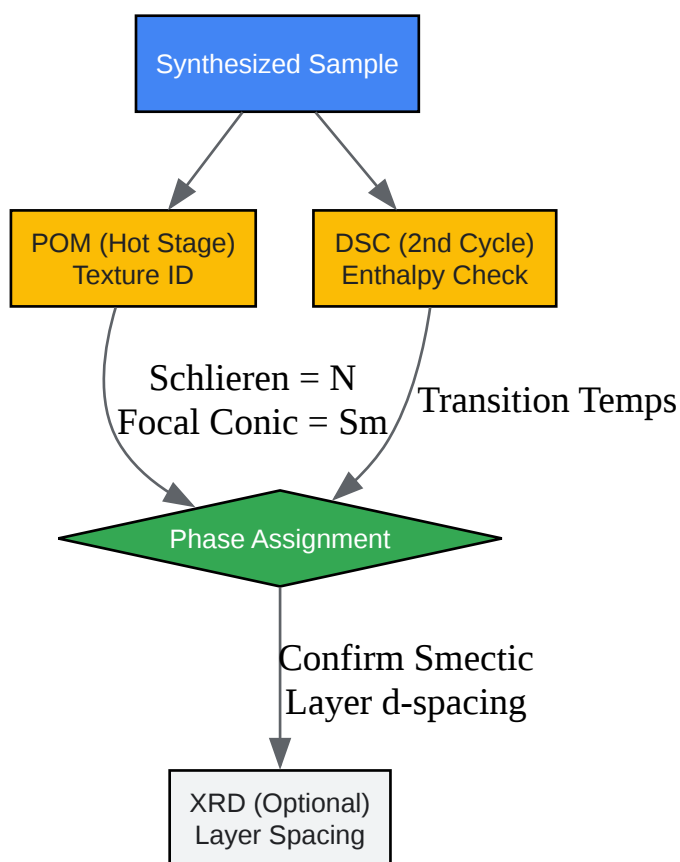 Synthesized Sample
POM (Hot Stage)
Texture ID
DSC (2nd Cycle)
Enthalpy Check
Schlieren = N
Focal Conic = Sm
Transition Temps
Phase Assignment
Confirm Smectic
Layer d-spacing
XRD (Optional)
Layer Spacing